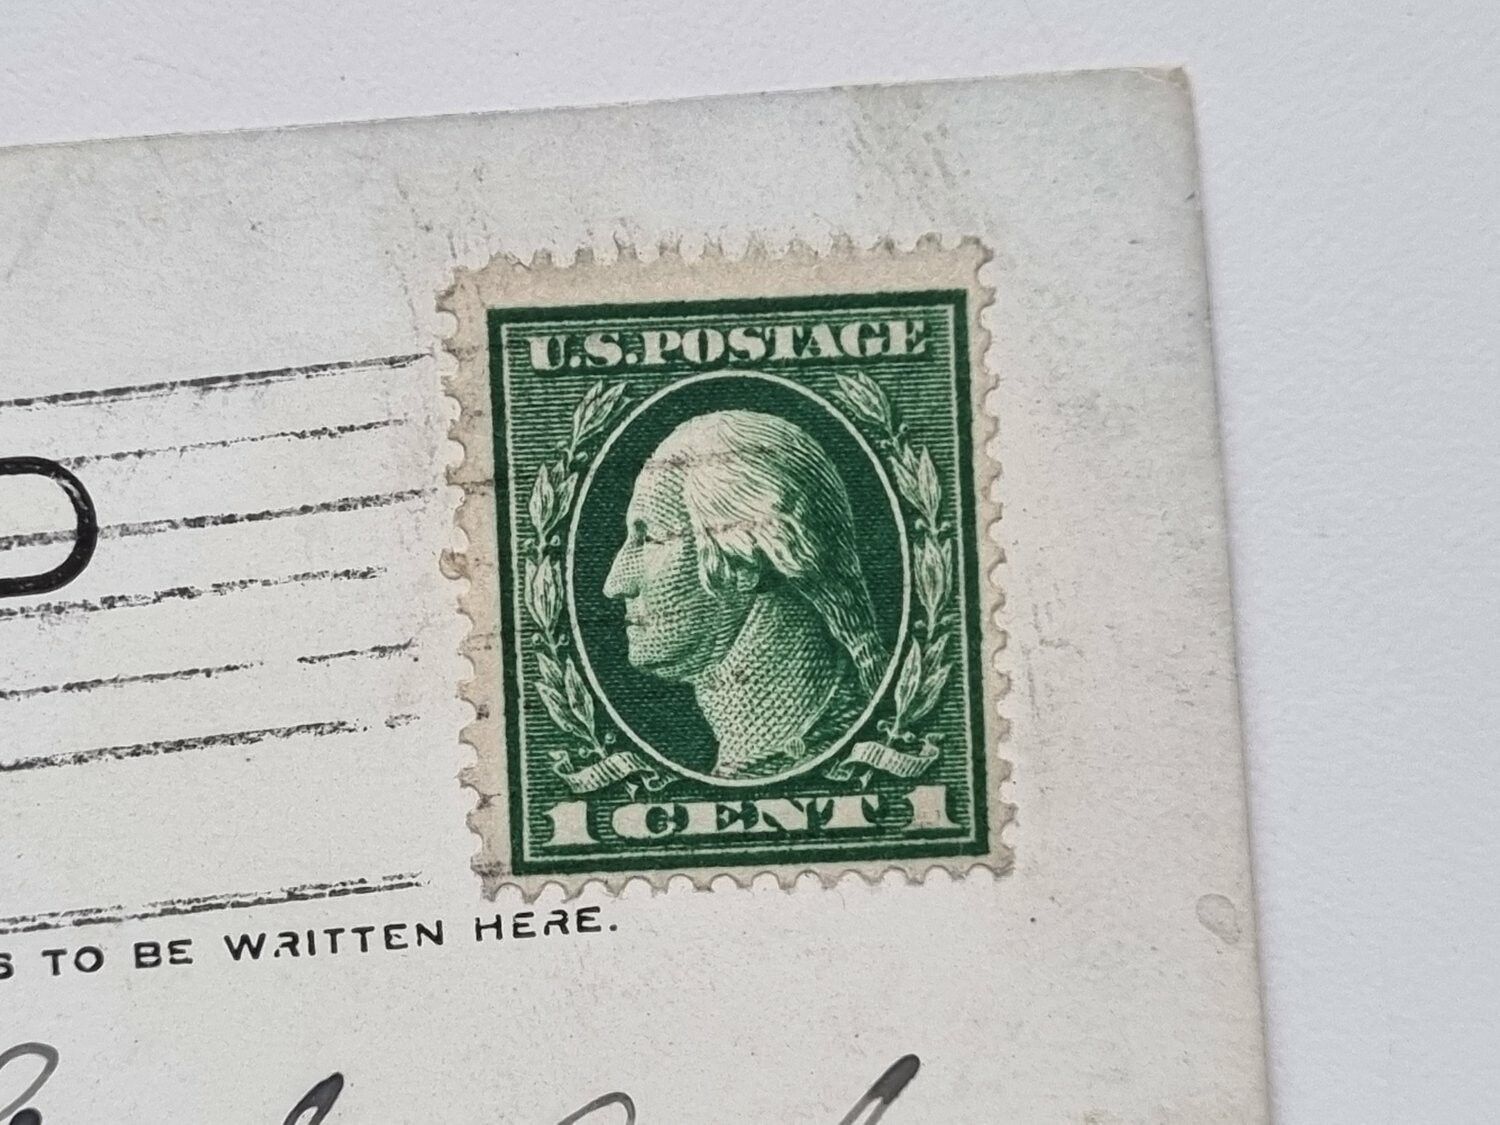 U.S.POSTAGE
1 CENT 1
TO BE WRITTEN HERE.